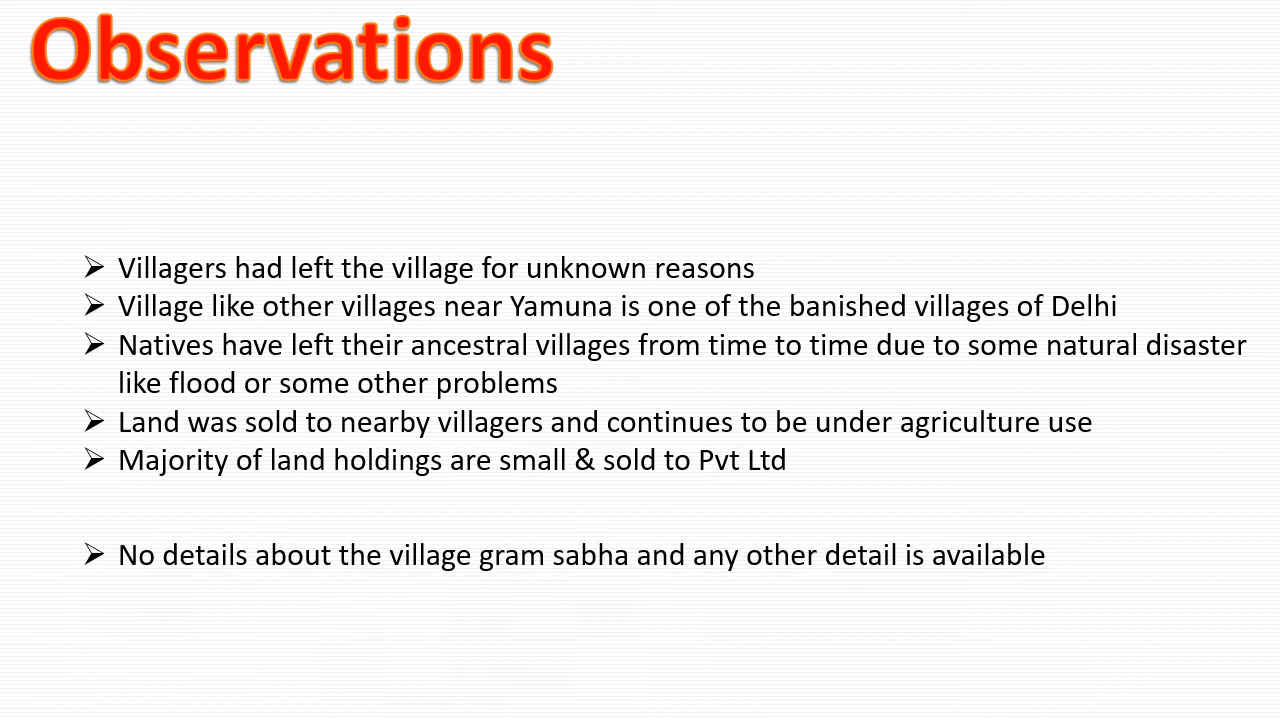 Observations
➢ Villagers had left the village for unknown reasons
➢ Village like other villages near Yamuna is one of the banished villages of Delhi
➢ Natives have left their ancestral villages from time to time due to some natural disaster
like flood or some other problems
➢ Land was sold to nearby villagers and continues to be under agriculture use
➢ Majority of land holdings are small & sold to Pvt Ltd
➢ No details about the village gram sabha and any other detail is available